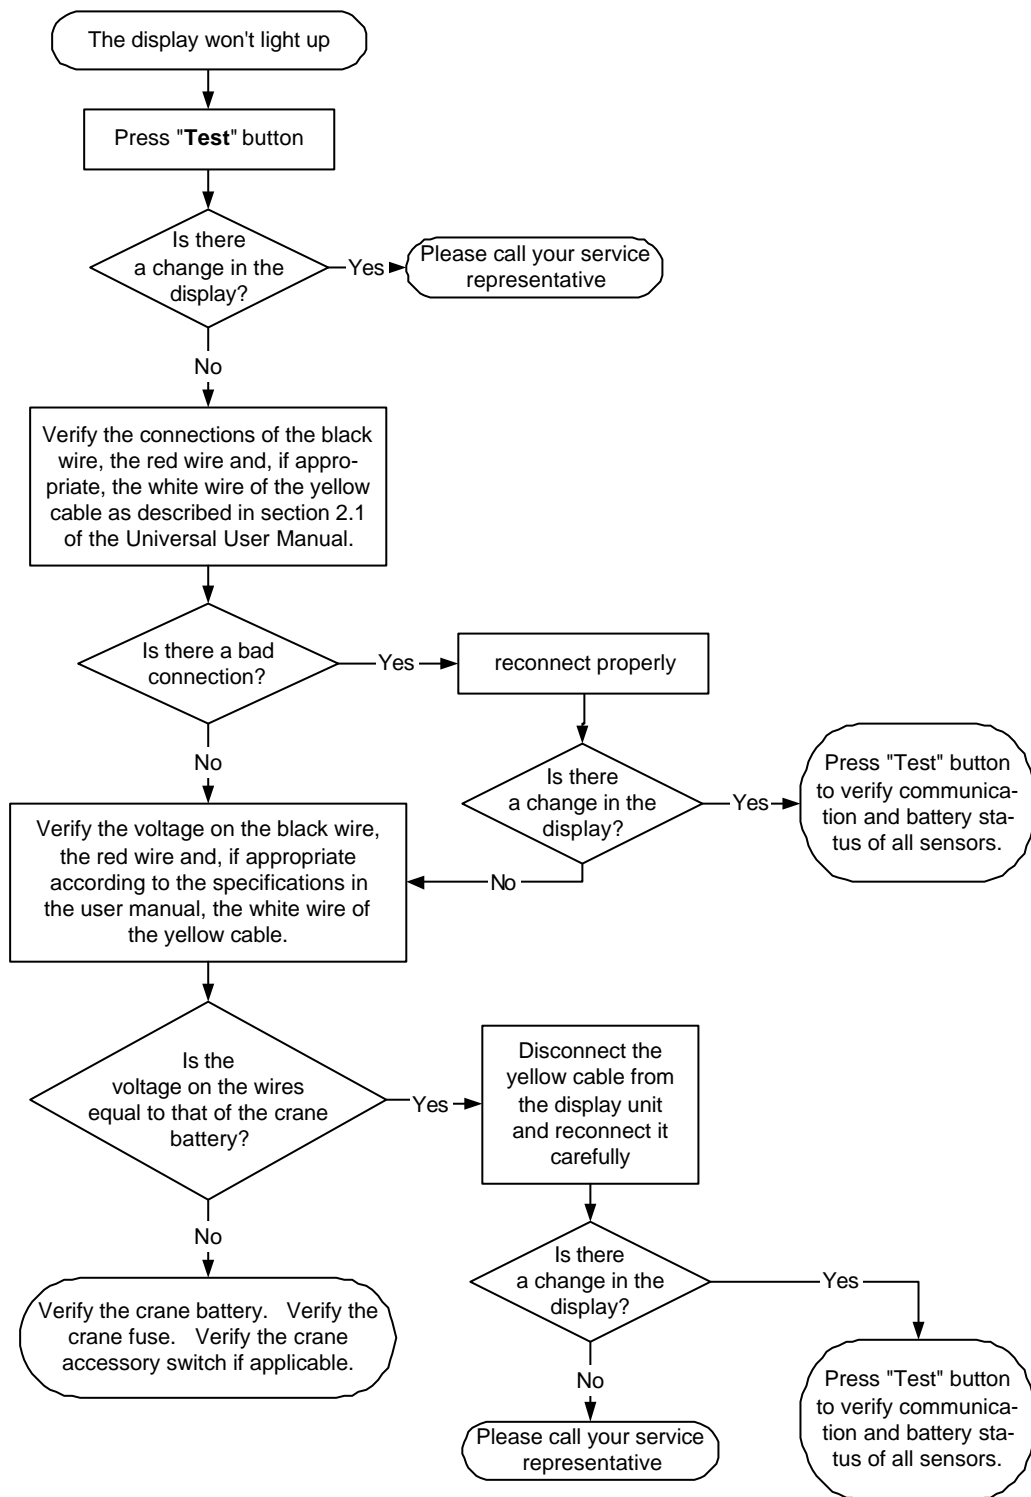 The display won't light up
Press "Test" button
Is there
a change in the
display?
Yes
Please call your service
representative
No
Verify the connections of the black
wire, the red wire and, if appro-
priate, the white wire of the yellow
cable as described in section 2.1
of the Universal User Manual.
Is there a bad
connection?
Yes
reconnect properly
No
Is there
a change in the
display?
Yes
Press "Test" button
to verify communica-
tion and battery sta-
tus of all sensors.
No
Verify the voltage on the black wire,
the red wire and, if appropriate
according to the specifications in
the user manual, the white wire of
the yellow cable.
Is the
voltage on the wires
equal to that of the crane
battery?
Yes
Disconnect the
yellow cable from
the display unit
and reconnect it
carefully
No
Verify the crane battery. Verify the
crane fuse. Verify the crane
accessory switch if applicable.
Is there
a change in the
display?
Yes
Press "Test" button
to verify communica-
tion and battery sta-
tus of all sensors.
No
Please call your service
representative